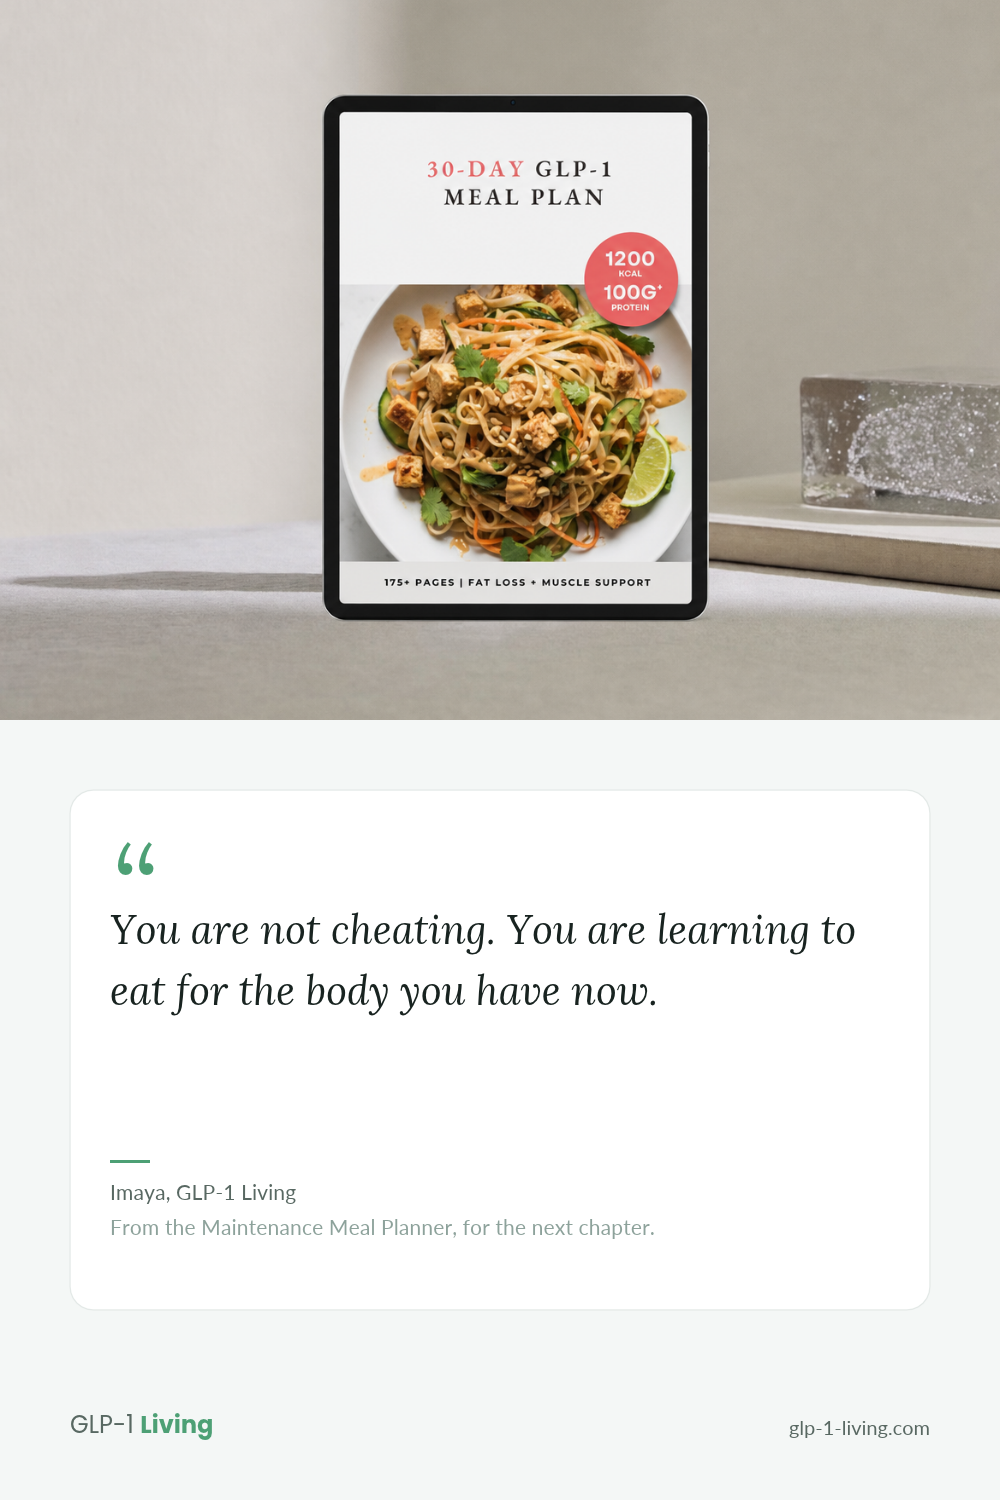 30-DAY GLP-1
MEAL PLAN
1200
KCAL
100G+
PROTEIN
175+ PAGES | FAT LOSS + MUSCLE SUPPORT
“
You are not cheating. You are learning to
eat for the body you have now.
Imaya, GLP-1 Living
From the Maintenance Meal Planner, for the next chapter.
GLP-1 Living
glp-1-living.com